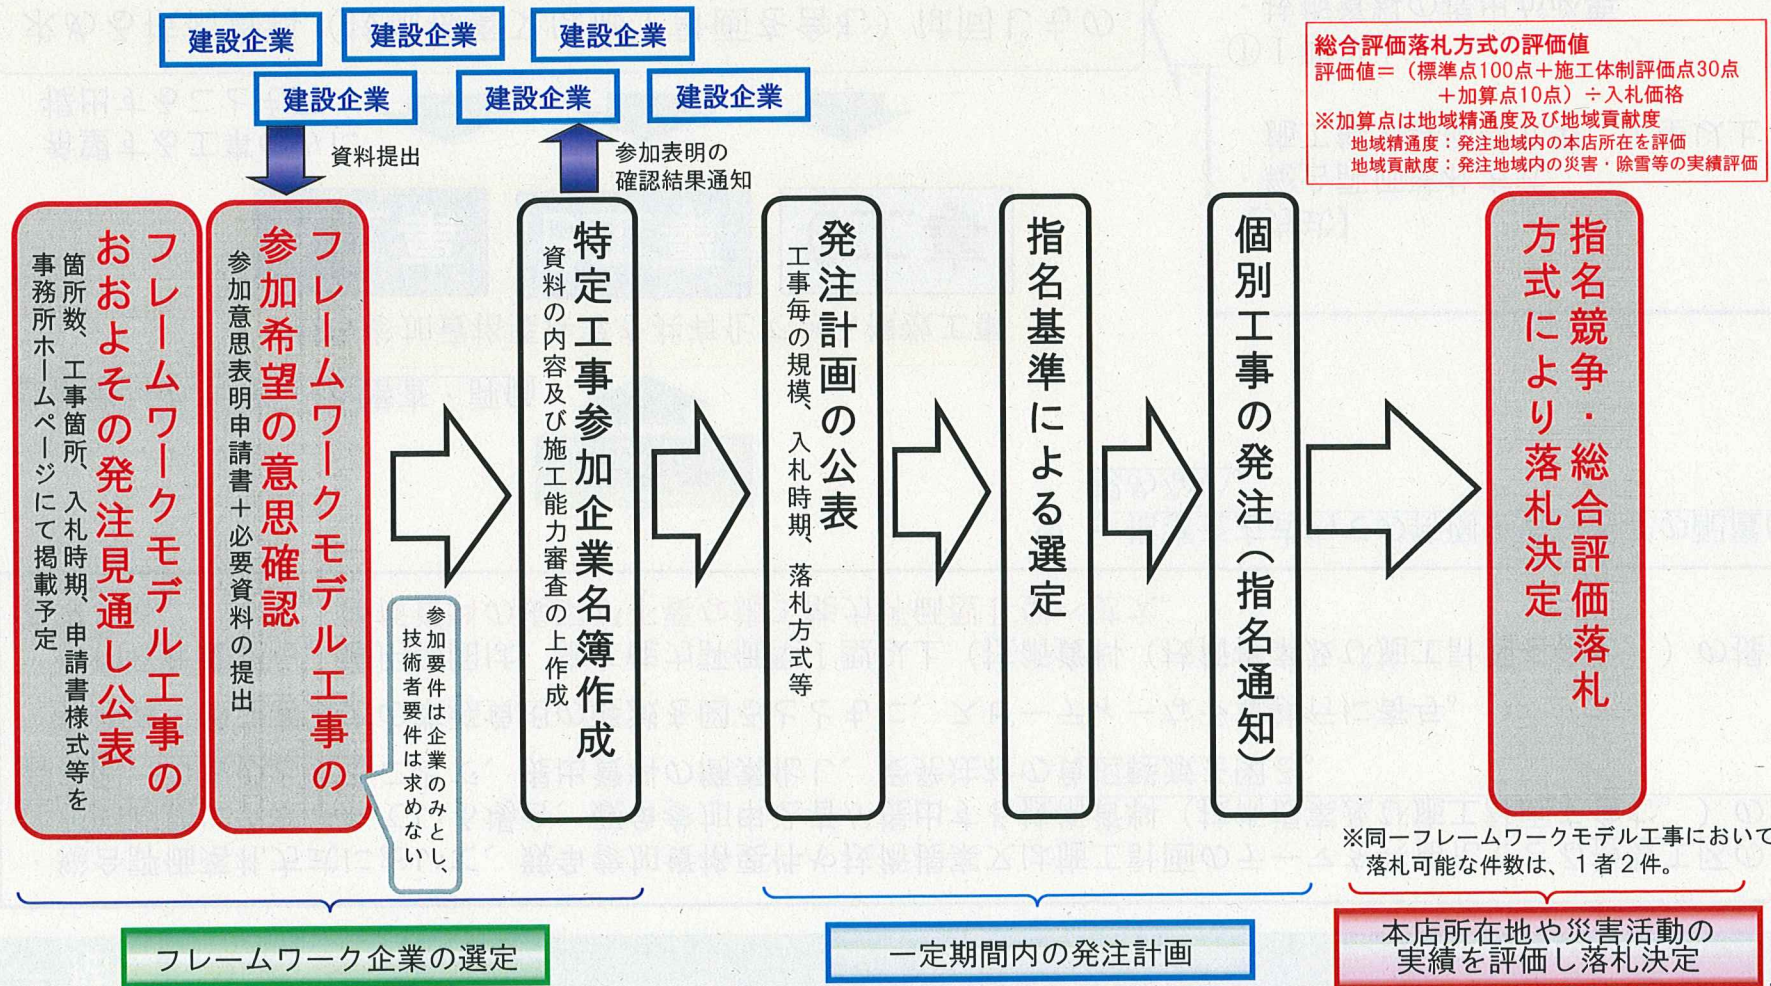 建設企業
建設企業
建設企業
建設企業
建設企業
建設企業
資料提出
参加表明の
確認結果通知
総合評価落札方式の評価値
評価値＝（標準点100点＋施工体制評価点30点
＋加算点10点）÷入札価格
※加算点は地域精通度及び地域貢献度
地域精通度：発注地域内の本店所在を評価
地域貢献度：発注地域内の災害・除雪等の実績評価
フレームワークモデル工事の
おおよその発注見通し公表
箇所数、工事箇所、入札時期、申請書様式等を
事務所ホームページにて掲載予定
フレームワークモデル工事の
参加希望の意思確認
参加意思表明申請書＋必要資料の提出
参加要件は企業のみとし、
技術者要件は求めない
特定工事参加企業名簿作成
資料の内容及び施工能力審査の上作成
発注計画の公表
工事毎の規模、入札時期、落札方式等
指名基準による選定
個別工事の発注（指名通知）
指名競争・総合評価落札
方式により落札決定
※同一フレームワークモデル工事において
落札可能な件数は、１者２件。
フレームワーク企業の選定
一定期間内の発注計画
本店所在地や災害活動の
実績を評価し落札決定